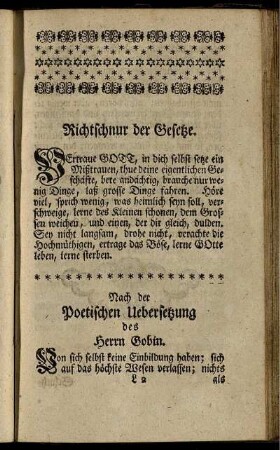 Richtschnur der Gesetze.
VErtraue GOTT, in dich selbst setze ein
Mißtrauen, thue deine eigentlichen Ge-
schäfte, bete andächtig, brauche nur we-
nig Dinge, laß grosse Dinge fahren. Höre
viel, sprich wenig, was heimlich seyn soll, ver-
schweige, lerne des Kleinen schonen, dem Gros-
sen weichen, und einen, der dir gleich, dulden.
Sey nicht langsam, drohe nicht, verachte die
Hochmüthigen, ertrage das Böse, lerne GOtte
leben, lerne sterben.
Nach der
Poetischen Uebersetzung
des
Herrn Gobin.
Von sich selbst keine Einbildung haben; sich
auf das höchste Wesen verlassen; nichts
L 2 als